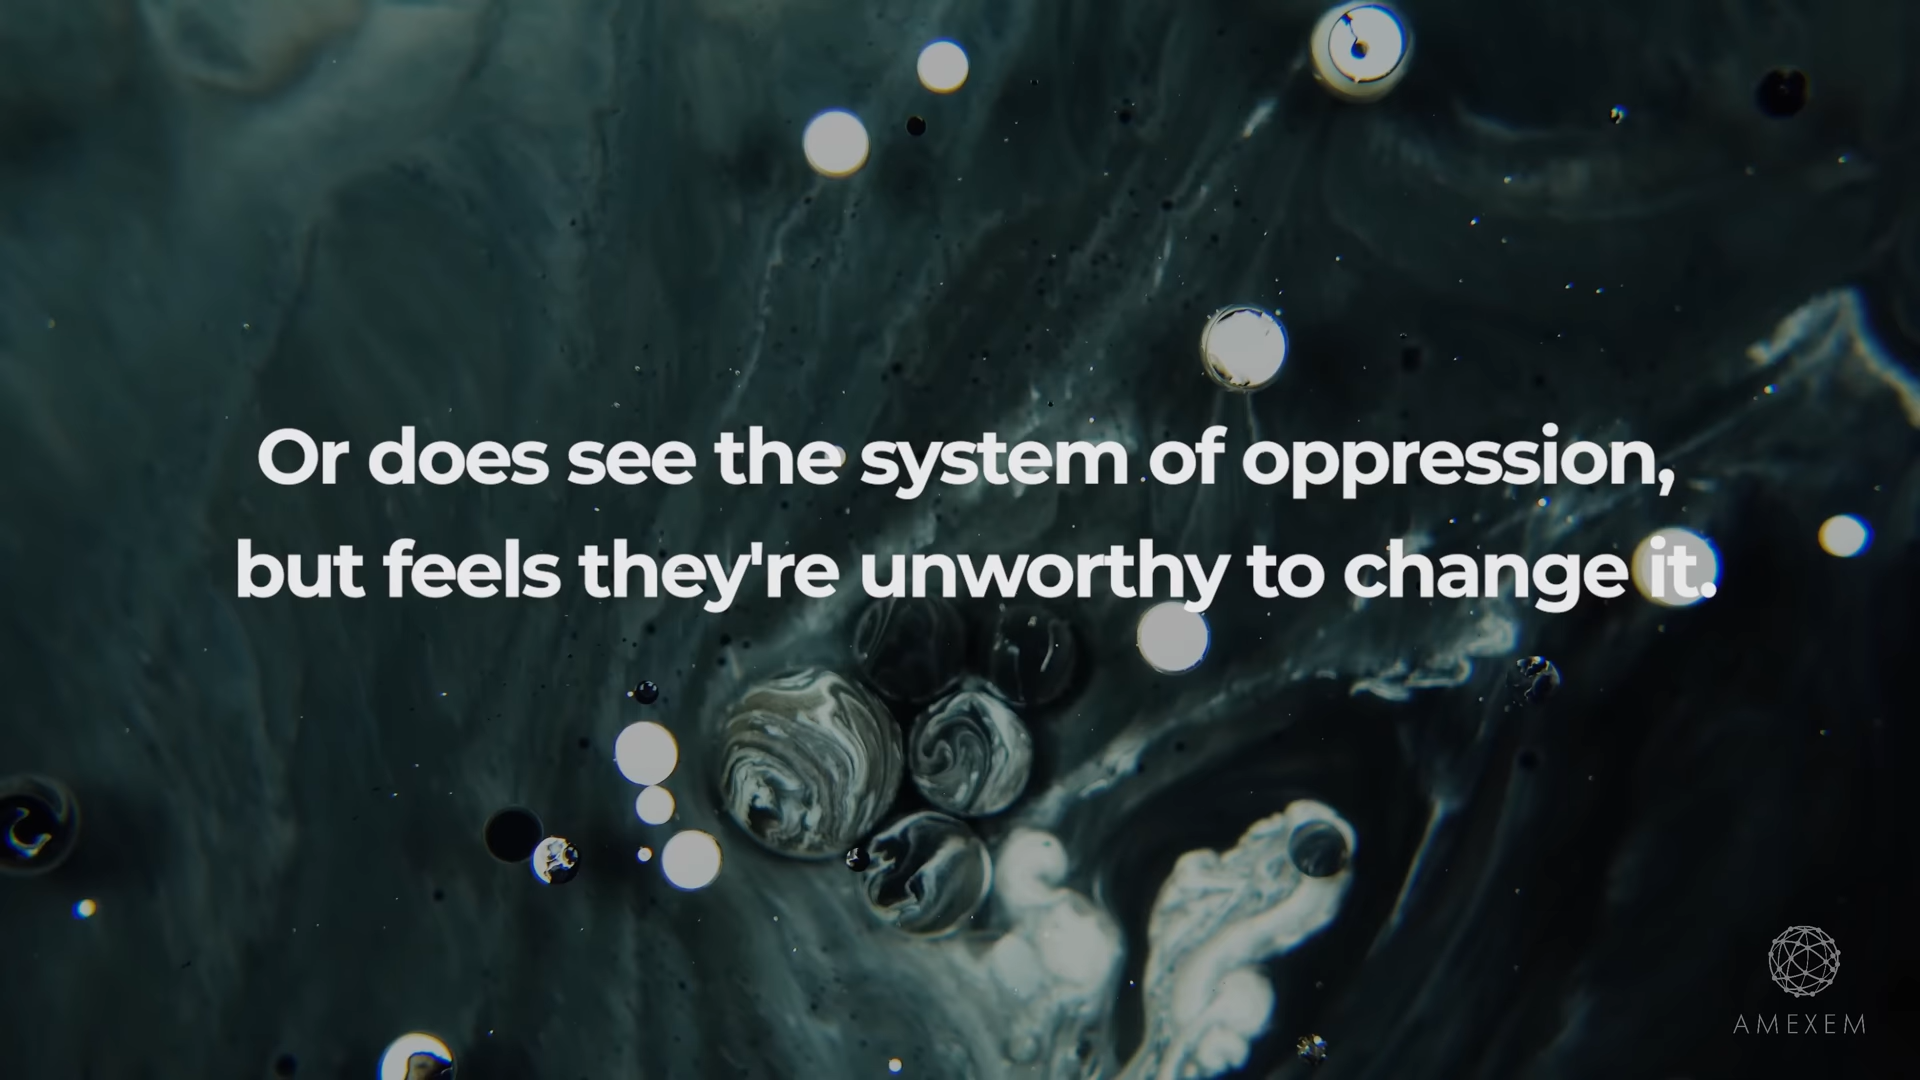 Or does see the system of oppression,
but feels they're unworthy to change it.
AMEXEM